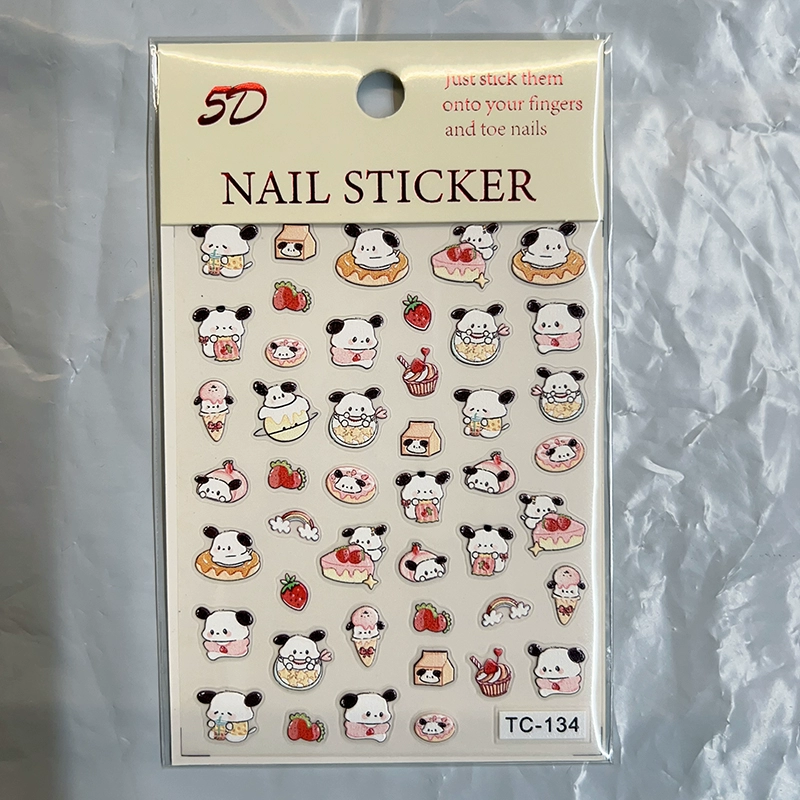 5D
Just stick them
onto your fingers
and toe nails
NAIL STICKER
TC-134